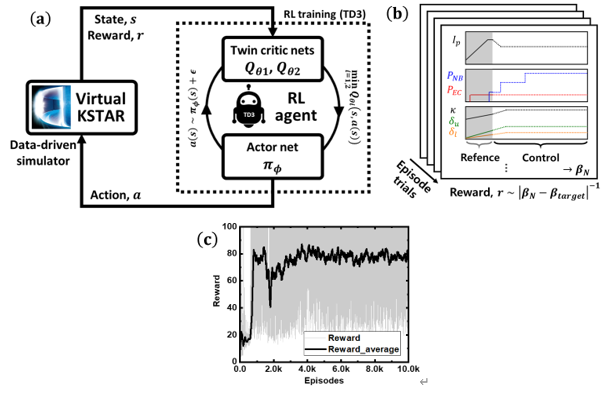 (a)
State, s
Reward, r
RL training (TD3)
Twin critic nets
Q_θ1, Q_θ2
a(s) ~ π_ϕ(s) + ϵ
min_{i=1,2} Q_θi(s, a(s))
TD3
RL
agent
Actor net
π_ϕ
Virtual
KSTAR
Data-driven
simulator
Action, a
(b)
I_p
P_NB
P_EC
κ
δ_u
δ_l
Refence
Control
⋮
→ β_N
Episode
trials
Reward, r ~ |β_N − β_target|^−1
(c)
100
80
60
40
20
0
Reward
Reward
Reward_average
0.0
2.0k
4.0k
6.0k
8.0k
10.0k
Episodes